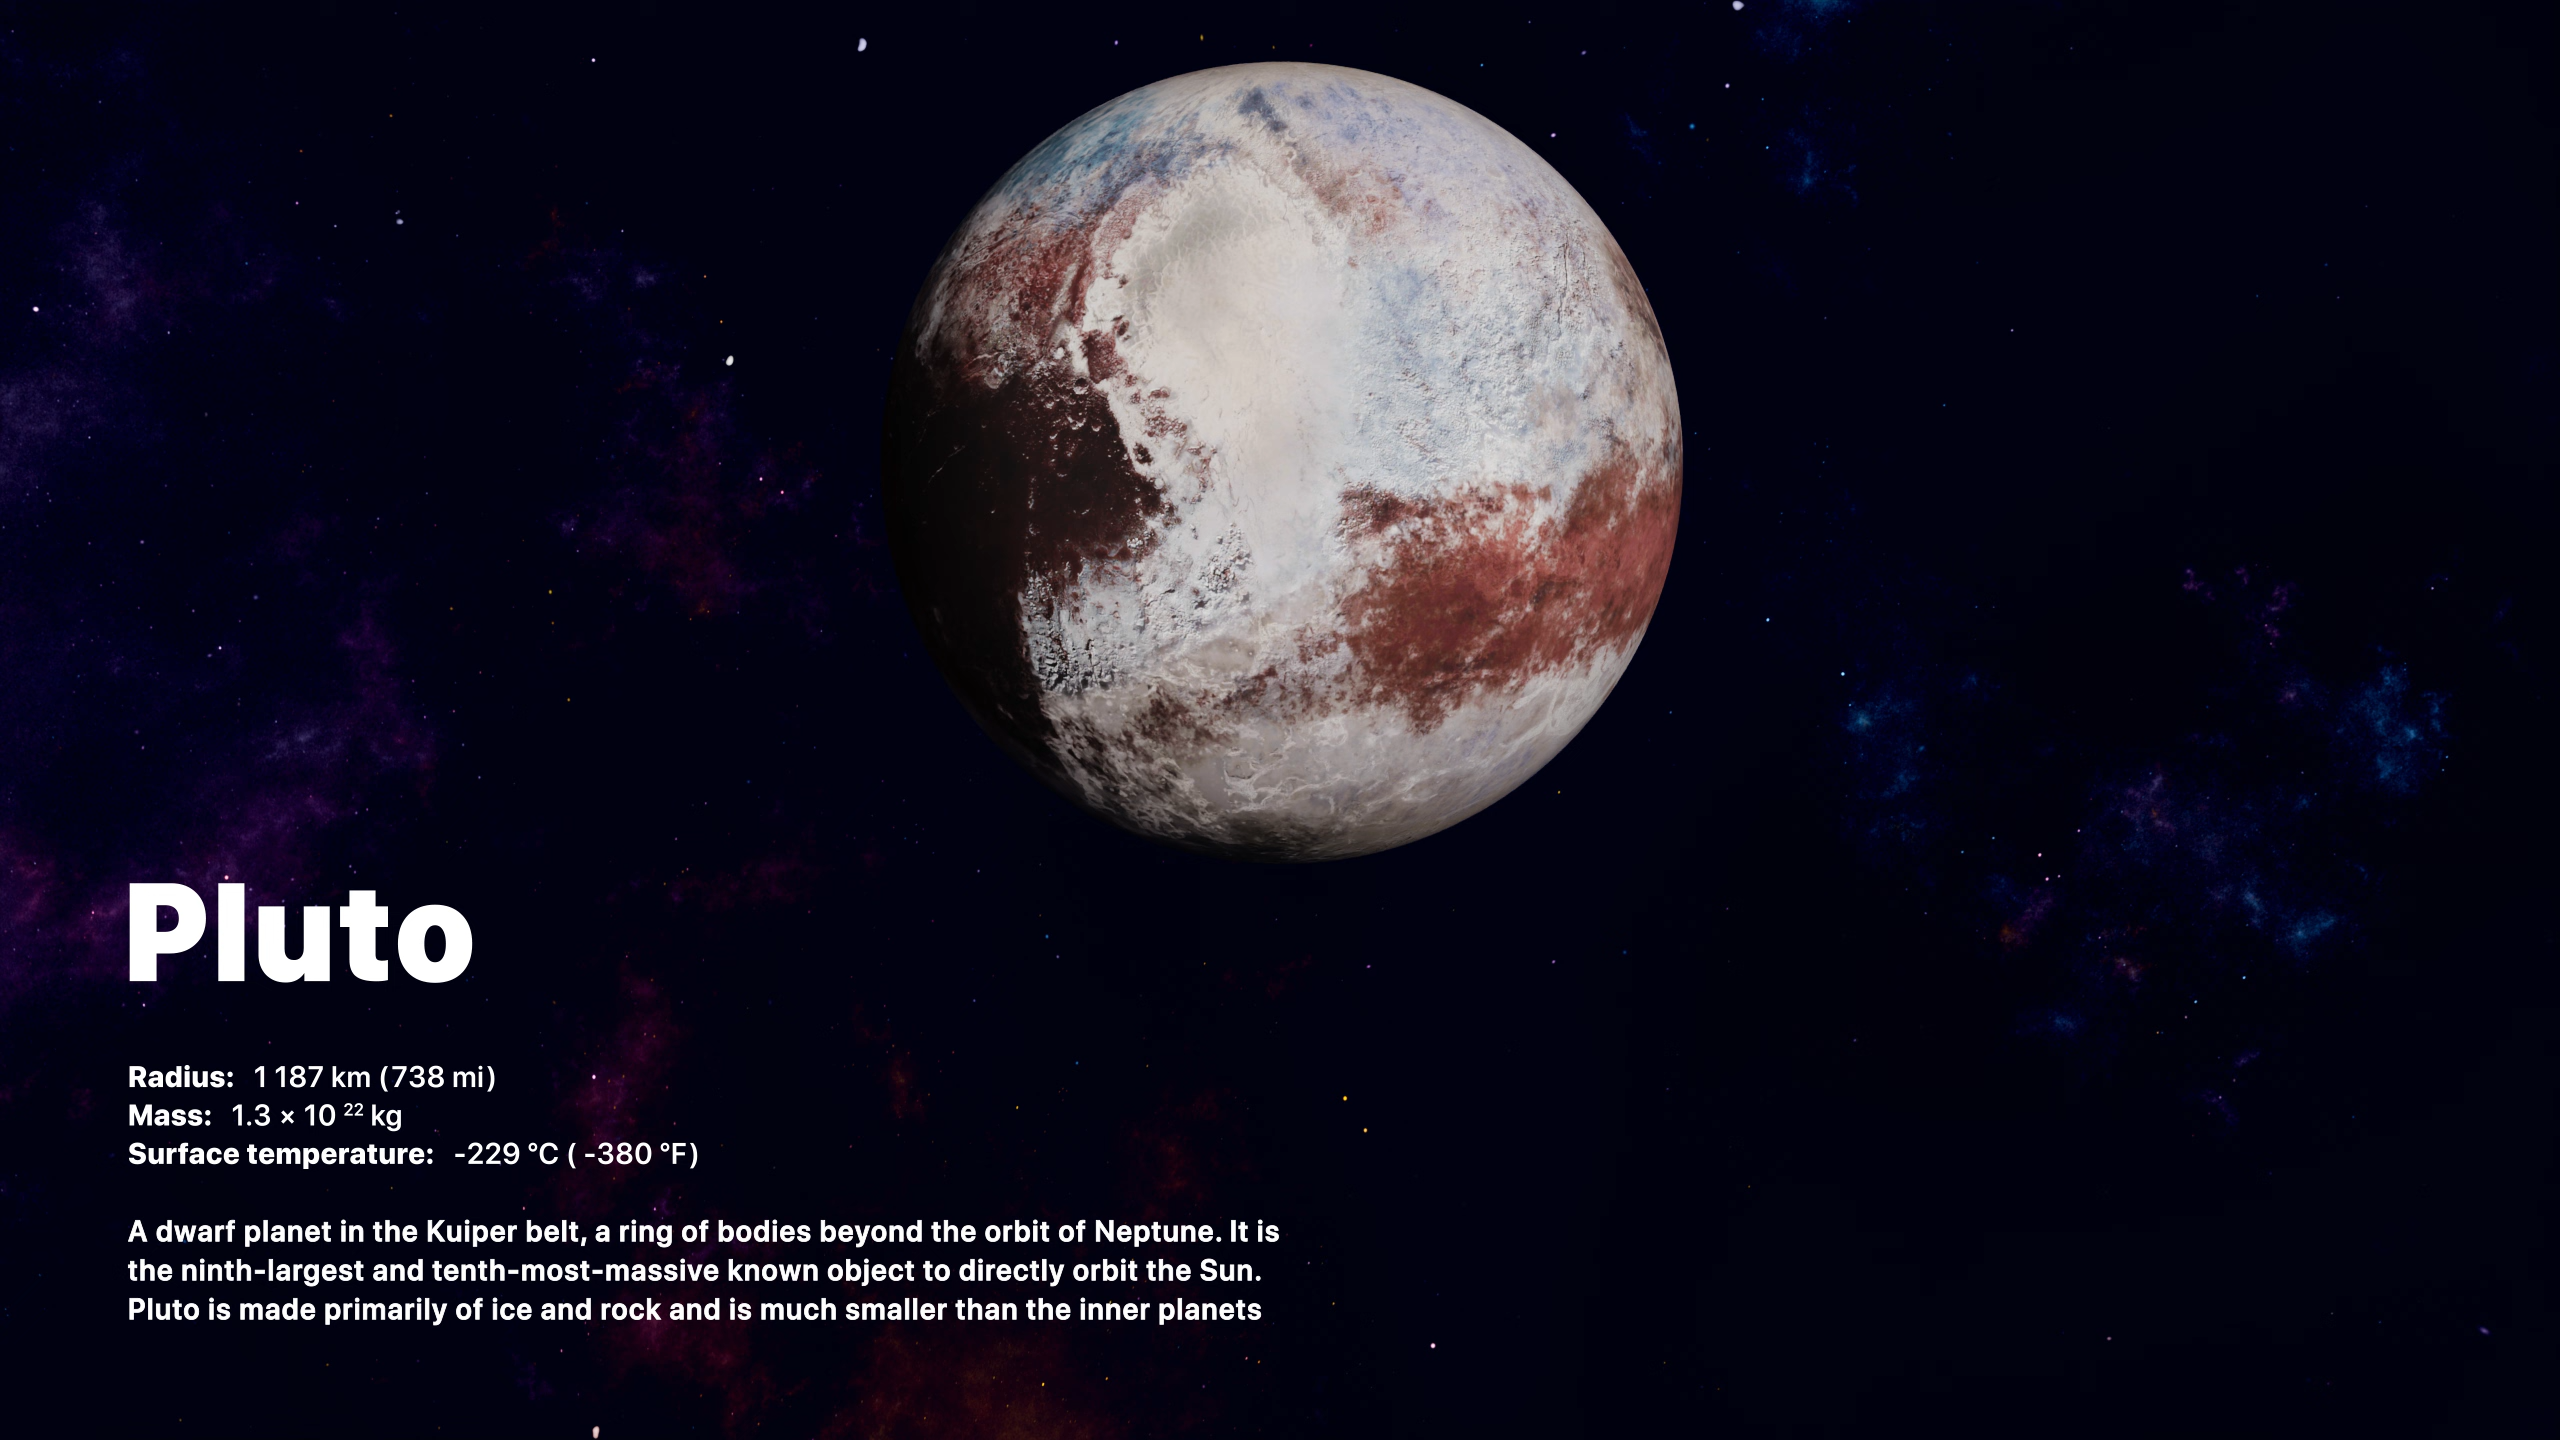 Pluto
Radius: 1 187 km (738 mi)
Mass: 1.3 × 10 ²² kg
Surface temperature: -229 °C ( -380 °F)
A dwarf planet in the Kuiper belt, a ring of bodies beyond the orbit of Neptune. It is
the ninth-largest and tenth-most-massive known object to directly orbit the Sun.
Pluto is made primarily of ice and rock and is much smaller than the inner planets